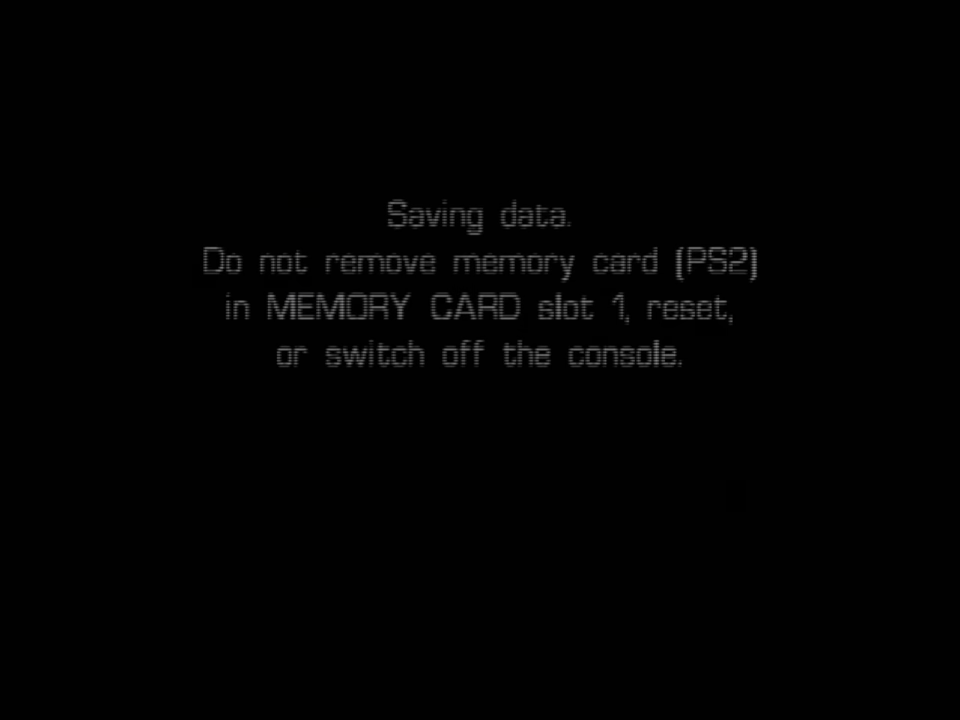 Saving data.
Do not remove memory card (PS2)
in MEMORY CARD slot 1, reset,
or switch off the console.